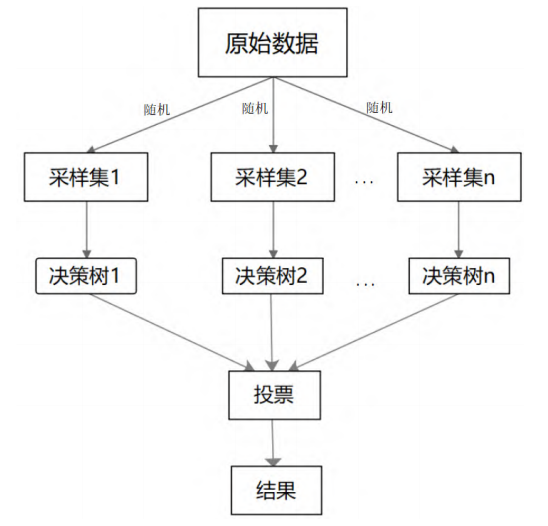 原始数据
随机
随机
随机
采样集1
采样集2
...
采样集n
决策树1
决策树2
...
决策树n
投票
结果